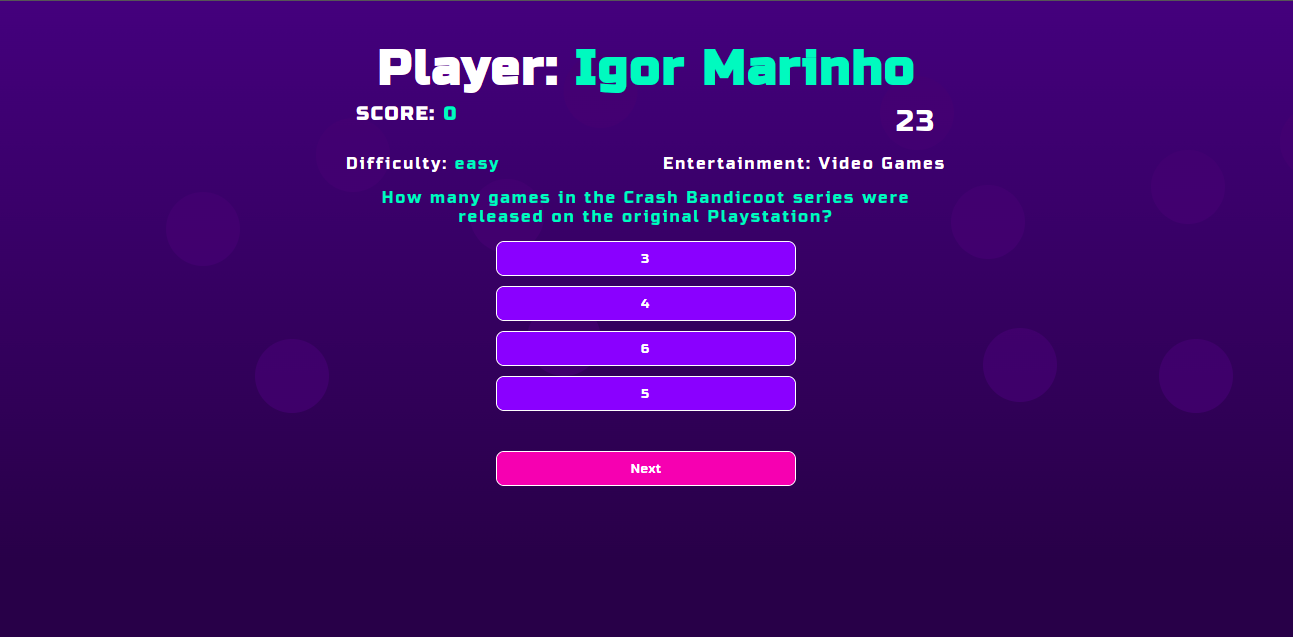 Player: Igor Marinho
SCORE: 0
23
Difficulty: easy
Entertainment: Video Games
How many games in the Crash Bandicoot series were
released on the original Playstation?
3
4
6
5
Next